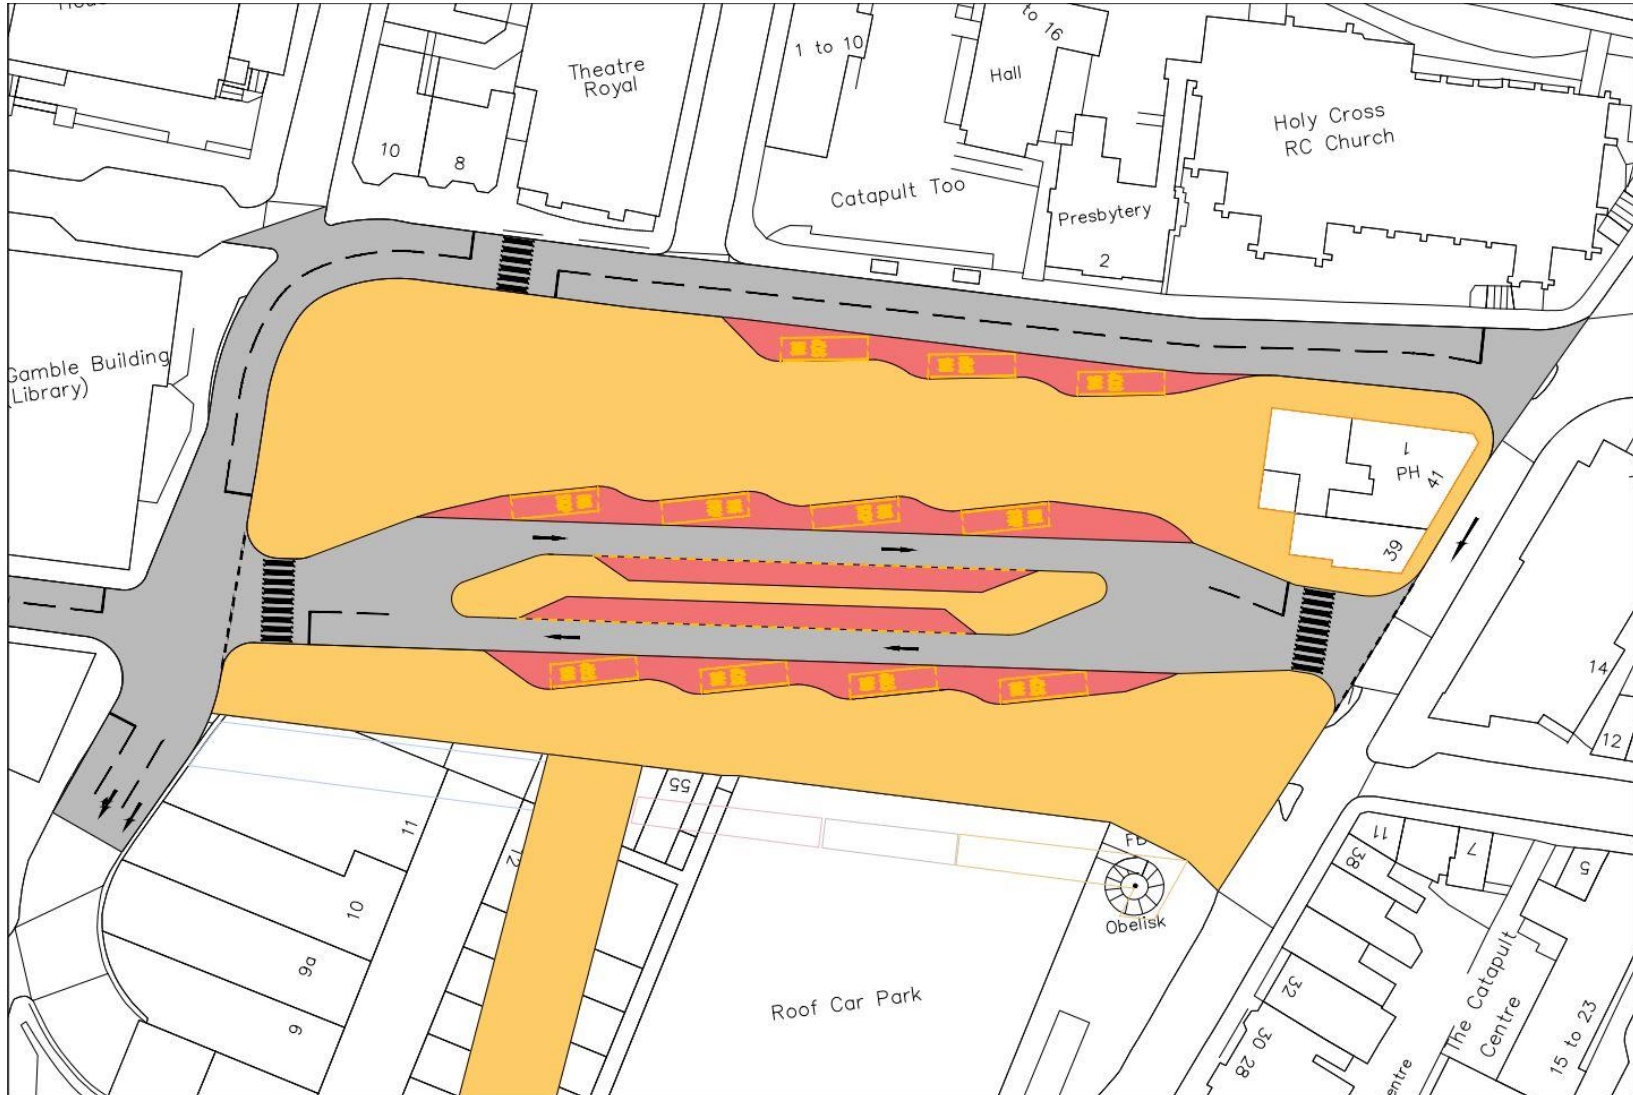 1 to 10
to 16
Theatre
Royal
Hall
Holy Cross
RC Church
10
8
Catapult Too
Presbytery
2
Gamble Building
(Library)
1
PH
41
39
14
12
55
11
12
10
9a
9
Obelisk
Roof Car Park
11
7
5
38
32
30 28
The Catapult
Centre
15 to 23
entre